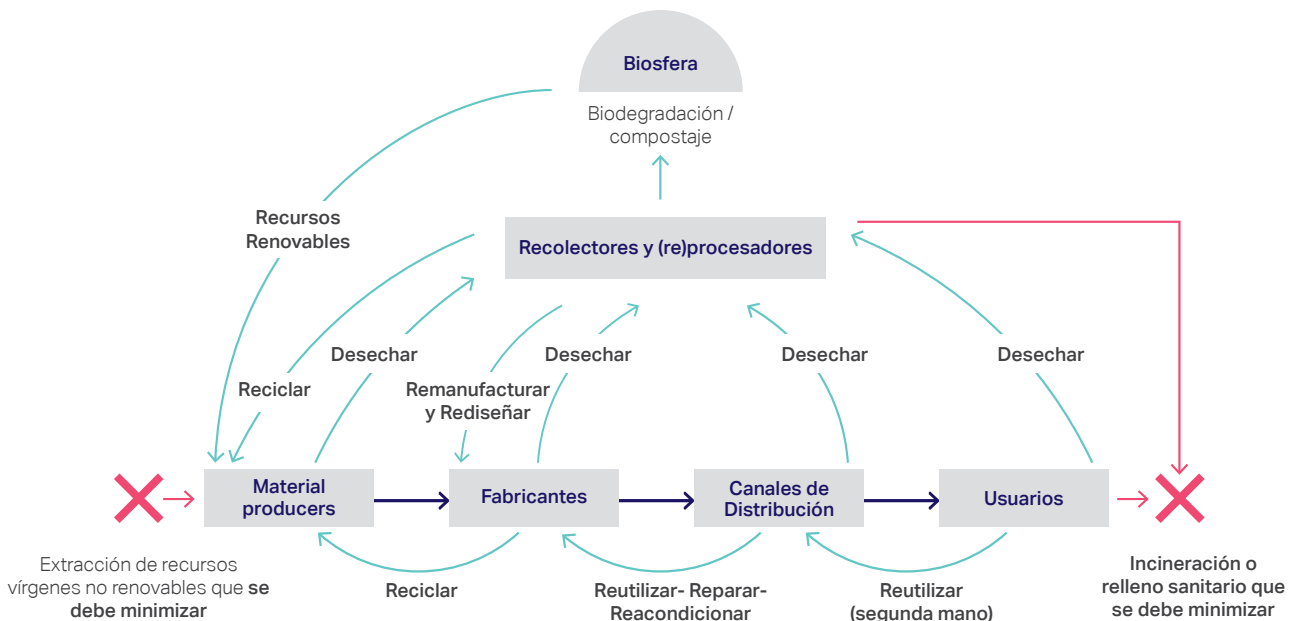 Biosfera
Biodegradación /
compostaje
Recursos
Renovables
Recolectores y (re)procesadores
Desechar
Desechar
Desechar
Desechar
Reciclar
Remanufacturar
y Rediseñar
Material
producers
Fabricantes
Canales de
Distribución
Usuarios
Extracción de recursos
vírgenes no renovables que se
debe minimizar
Reciclar
Reutilizar- Reparar-
Reacondicionar
Reutilizar
(segunda mano)
Incineración o
relleno sanitario que
se debe minimizar